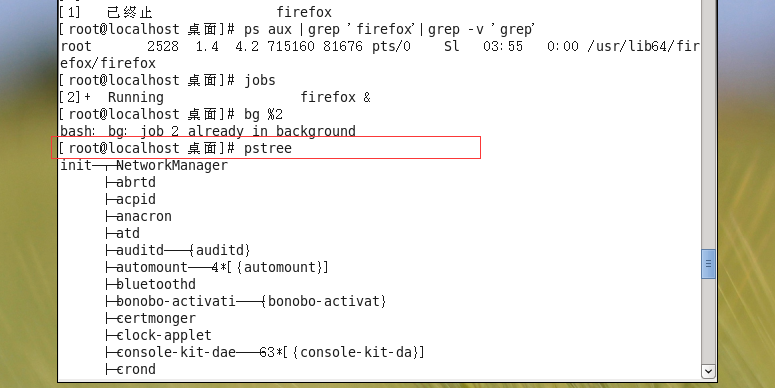 [1]   已终止                  firefox
[root@localhost 桌面]# ps aux |grep 'firefox'|grep -v 'grep'
root       2528  1.4  4.2 715160 81676 pts/0    Sl   03:55   0:00 /usr/lib64/fir
efox/firefox
[root@localhost 桌面]# jobs
[2]+  Running                 firefox &
[root@localhost 桌面]# bg %2
bash: bg: job 2 already in background
[root@localhost 桌面]# pstree
init─┬─NetworkManager
     ├─abrtd
     ├─acpid
     ├─anacron
     ├─atd
     ├─auditd───{auditd}
     ├─automount───4*[{automount}]
     ├─bluetoothd
     ├─bonobo-activati───{bonobo-activat}
     ├─certmonger
     ├─clock-applet
     ├─console-kit-dae───63*[{console-kit-da}]
     ├─crond